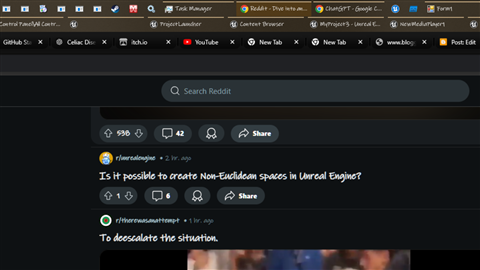 Task Manager
Reddit - Dive into an...
ChatGPT - Google C...
Form1
Control Panel\All Contr...
ProjectLauncher
Content Browser
MyProject3 - Unreal E...
NewMediaPlayer1
GitHub St
Celiac Disc
itch.io
YouTube
New Tab
New Tab
www.blogg
Post: Edit
Search Reddit
538
42
Share
r/unrealengine • 2 hr. ago
Is it possible to create Non-Euclidean spaces in Unreal Engine?
1
6
Share
r/therewasanattempt • 1 hr. ago
To deescalate the situation.